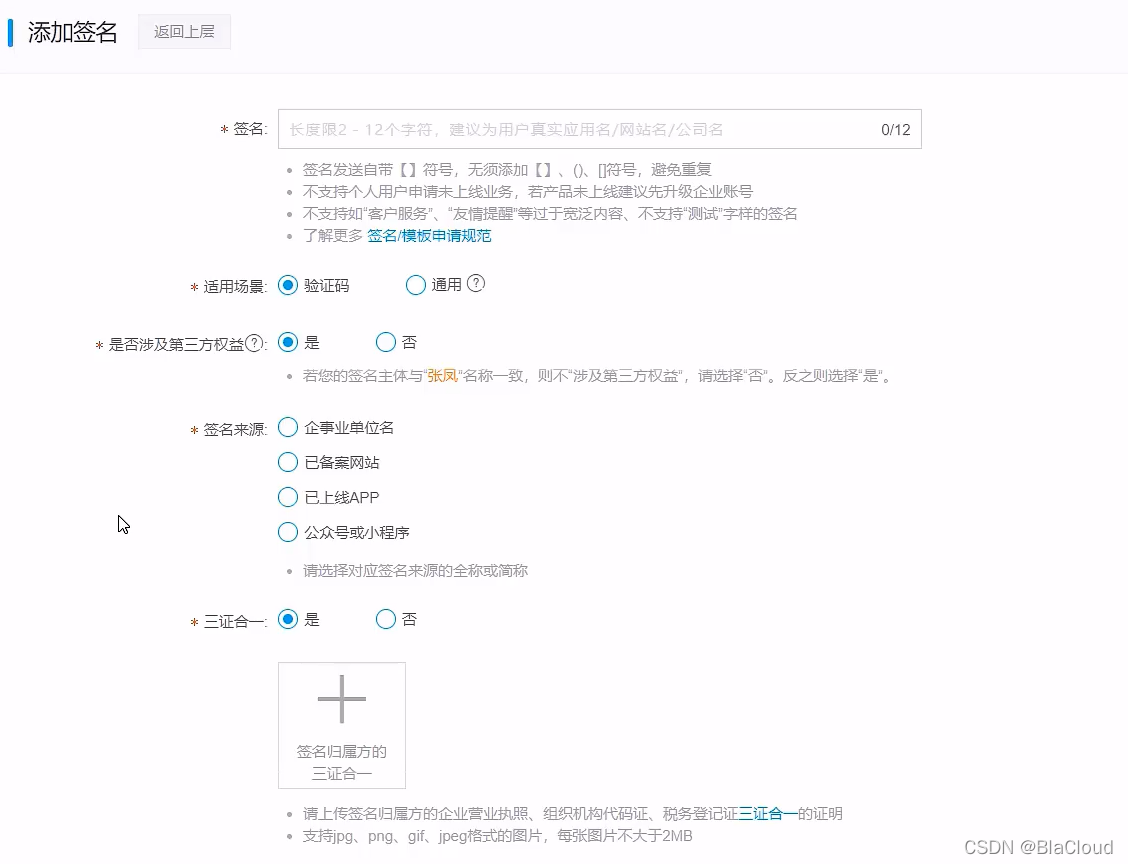 添加签名 返回上层
* 签名: 长度限2 - 12个字符，建议为用户真实应用名/网站名/公司名 0/12
• 签名发送自带【】符号，无须添加【】、()、[]符号，避免重复
• 不支持个人用户申请未上线业务，若产品未上线建议先升级企业账号
• 不支持如“客户服务”、“友情提醒”等过于宽泛内容、不支持“测试”字样的签名
• 了解更多 签名/模板申请规范
* 适用场景: 验证码 通用 ?
* 是否涉及第三方权益?: 是 否
• 若您的签名主体与“张凤”名称一致，则不“涉及第三方权益”，请选择“否”。反之则选择“是”。
* 签名来源: 企事业单位名
已备案网站
已上线APP
公众号或小程序
• 请选择对应签名来源的全称或简称
* 三证合一: 是 否
签名归属方的
三证合一
• 请上传签名归属方的企业营业执照、组织机构代码证、税务登记证三证合一的证明
• 支持jpg、png、gif、jpeg格式的图片，每张图片不大于2MB
CSDN @BlaCloud